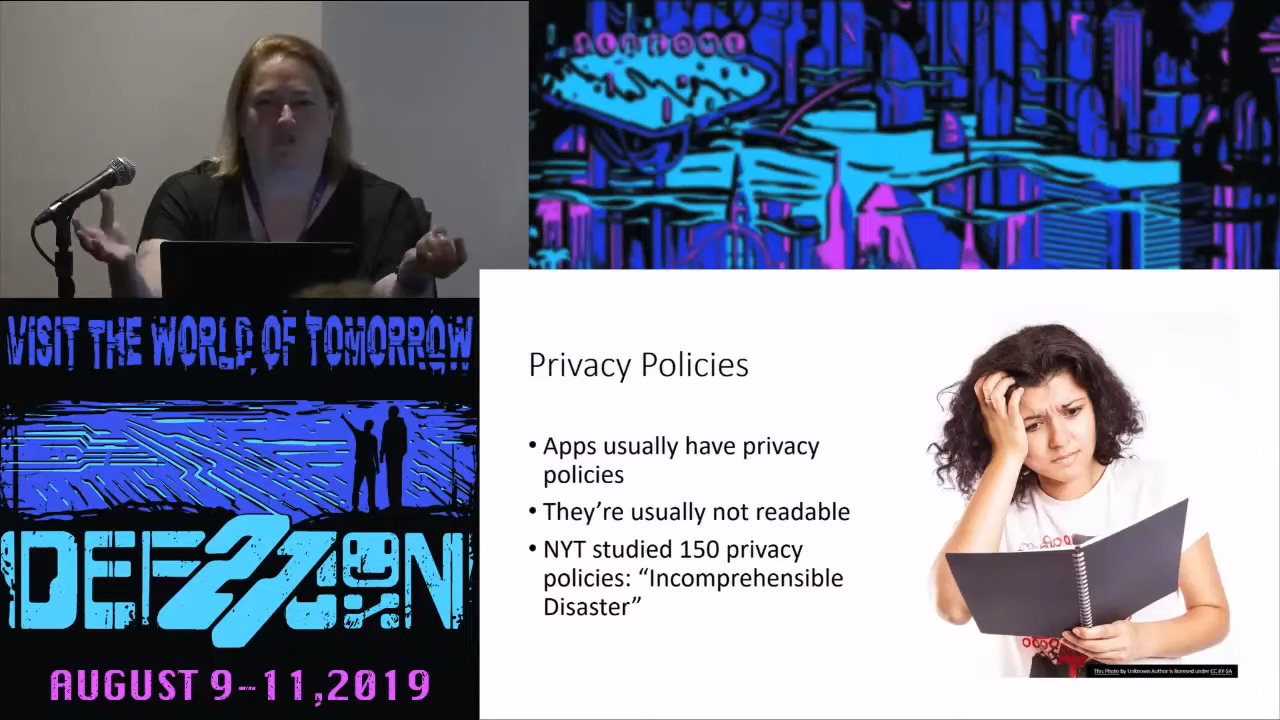 VISIT THE WORLD OF TOMORROW
DEF CON
27
AUGUST 9-11,2019
Privacy Policies
• Apps usually have privacy
policies
• They’re usually not readable
• NYT studied 150 privacy
policies: “Incomprehensible
Disaster”
This Photo by Unknown Author is licensed under CC BY-SA